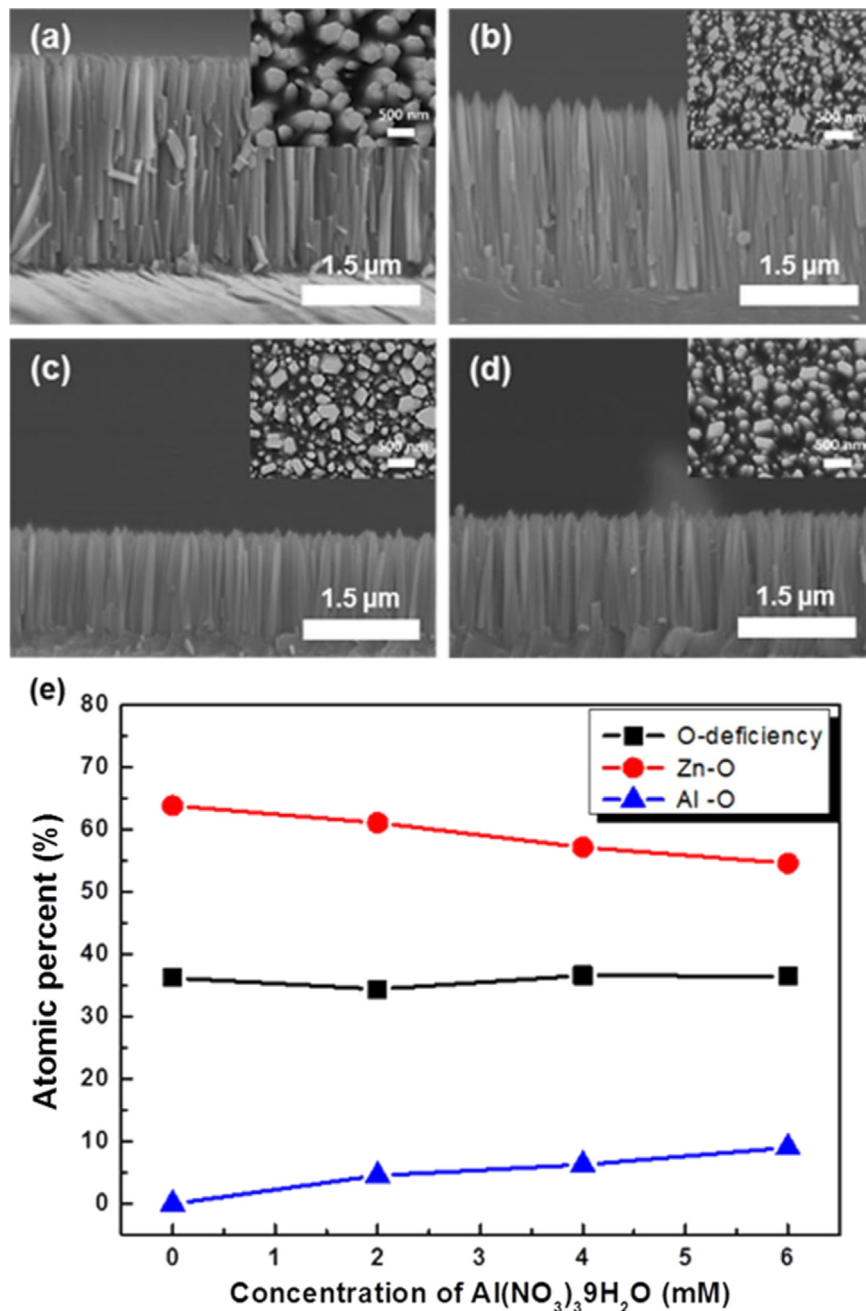 (a)
500 nm
1.5 µm
(b)
500 nm
1.5 µm
(c)
500 nm
1.5 µm
(d)
500 nm
1.5 µm
(e)
80
70
60
50
40
30
20
10
0
Atomic percent (%)
O-deficiency
Zn-O
Al -O
0 1 2 3 4 5 6
Concentration of Al(NO₃)₃9H₂O (mM)